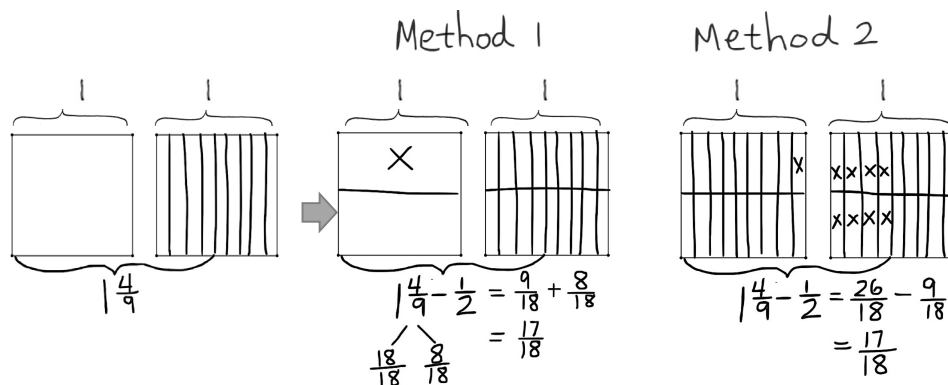 Method 1
Method 2
1 1
1 1
1 1
1 4/9
1 4/9 - 1/2 = 9/18 + 8/18
18/18 8/18
= 17/18
X
X
X X X X
X X X X
1 4/9 - 1/2 = 26/18 - 9/18
= 17/18